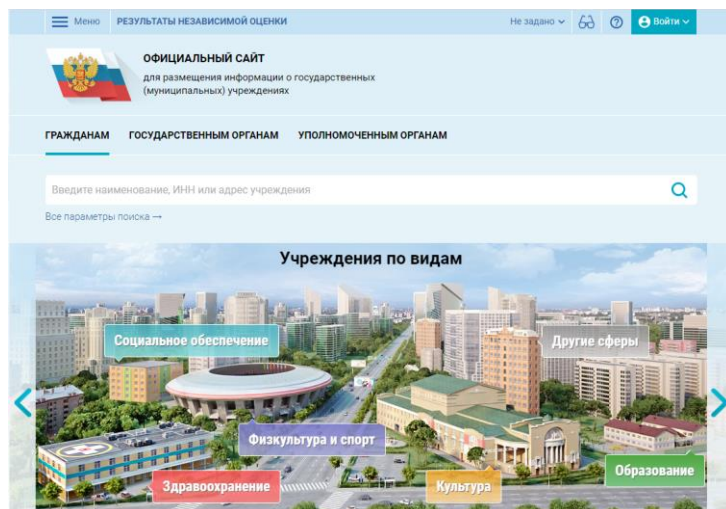 Меню РЕЗУЛЬТАТЫ НЕЗАВИСИМОЙ ОЦЕНКИ Не задано Войти
ОФИЦИАЛЬНЫЙ САЙТ
для размещения информации о государственных
(муниципальных) учреждениях
ГРАЖДАНАМ ГОСУДАРСТВЕННЫМ ОРГАНАМ УПОЛНОМОЧЕННЫМ ОРГАНАМ
Введите наименование, ИНН или адрес учреждения
Все параметры поиска →
Учреждения по видам
Социальное обеспечение
Другие сферы
Физкультура и спорт
Образование
Здравоохранение
Культура